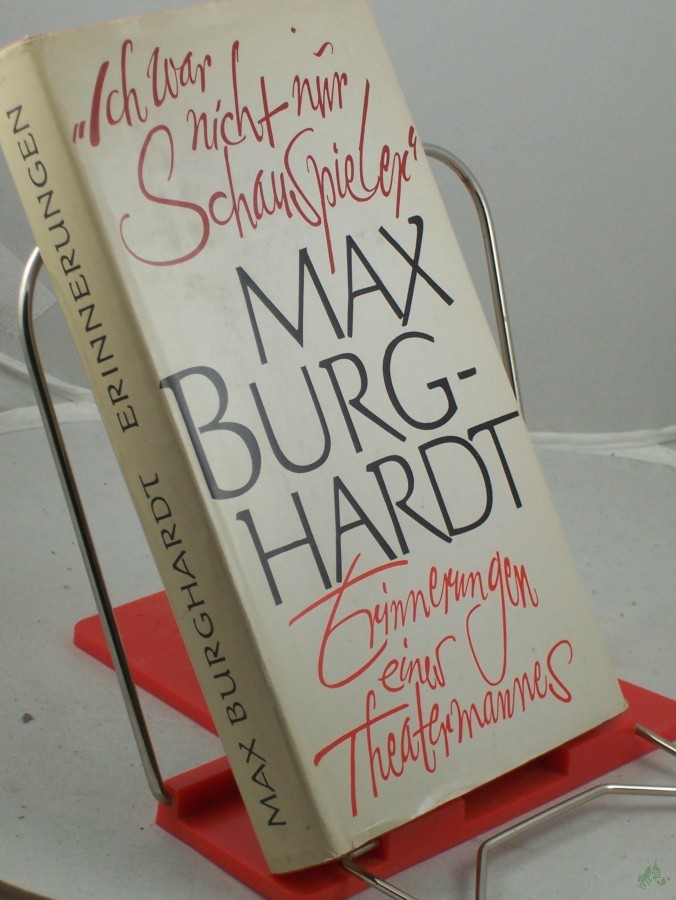 „Ich war
nicht nur
Schauspieler“
MAX
BURG-
HARDT
Erinnerungen
eines
Theatermannes
MAX BURGHARDT ERINNERUNGEN